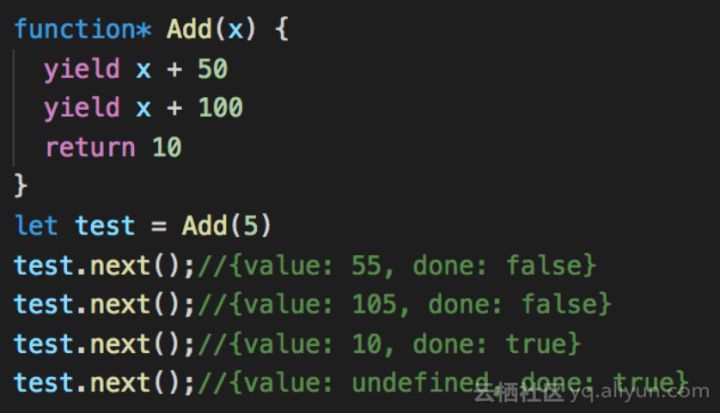 function* Add(x) {
yield x + 50
yield x + 100
return 10
}
let test = Add(5)
test.next();//{value: 55, done: false}
test.next();//{value: 105, done: false}
test.next();//{value: 10, done: true}
test.next();//{value: undefined, done: true}
云栖社区 yq.aliyun.com